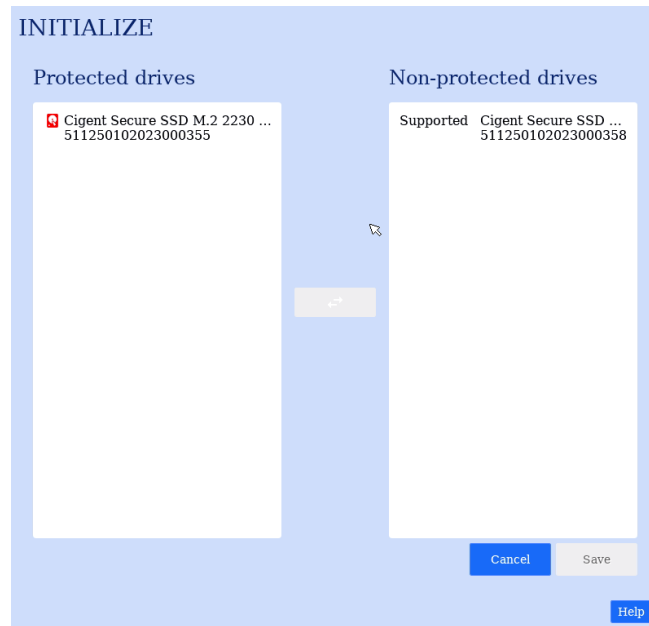 INITIALIZE
Protected drives
Cigent Secure SSD M.2 2230 ...
511250102023000355
Non-protected drives
Supported Cigent Secure SSD ...
511250102023000358
Cancel
Save
Help